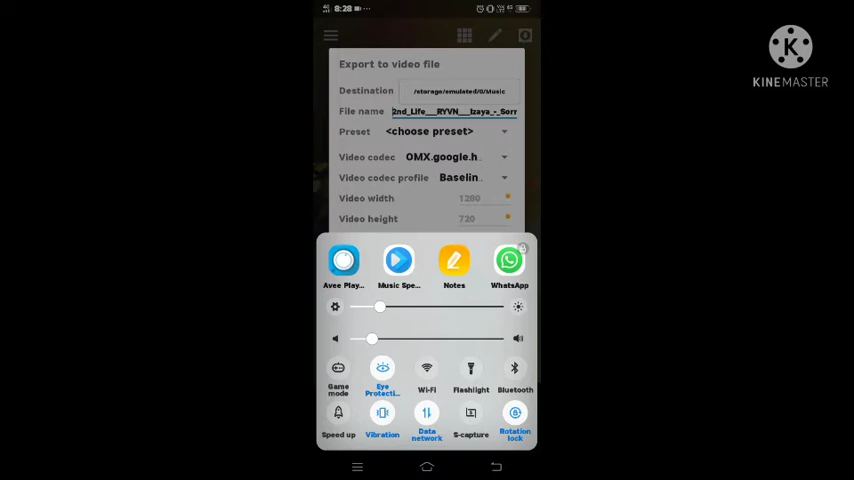 8:28
K
KINEMASTER
Export to video file
Destination /storage/emulated/0/Music
File name 2nd_Life___RYVN___Izaya_-_Sorr
Preset <choose preset>
Video codec OMX.google.h..
Video codec profile Baselin..
Video width 1280
Video height 720
Avee Play... Music Spe... Notes WhatsApp
Game mode
Eye Protecti...
Wi-Fi
Flashlight
Bluetooth
Speed up
Vibration
Data network
S-capture
Rotation lock